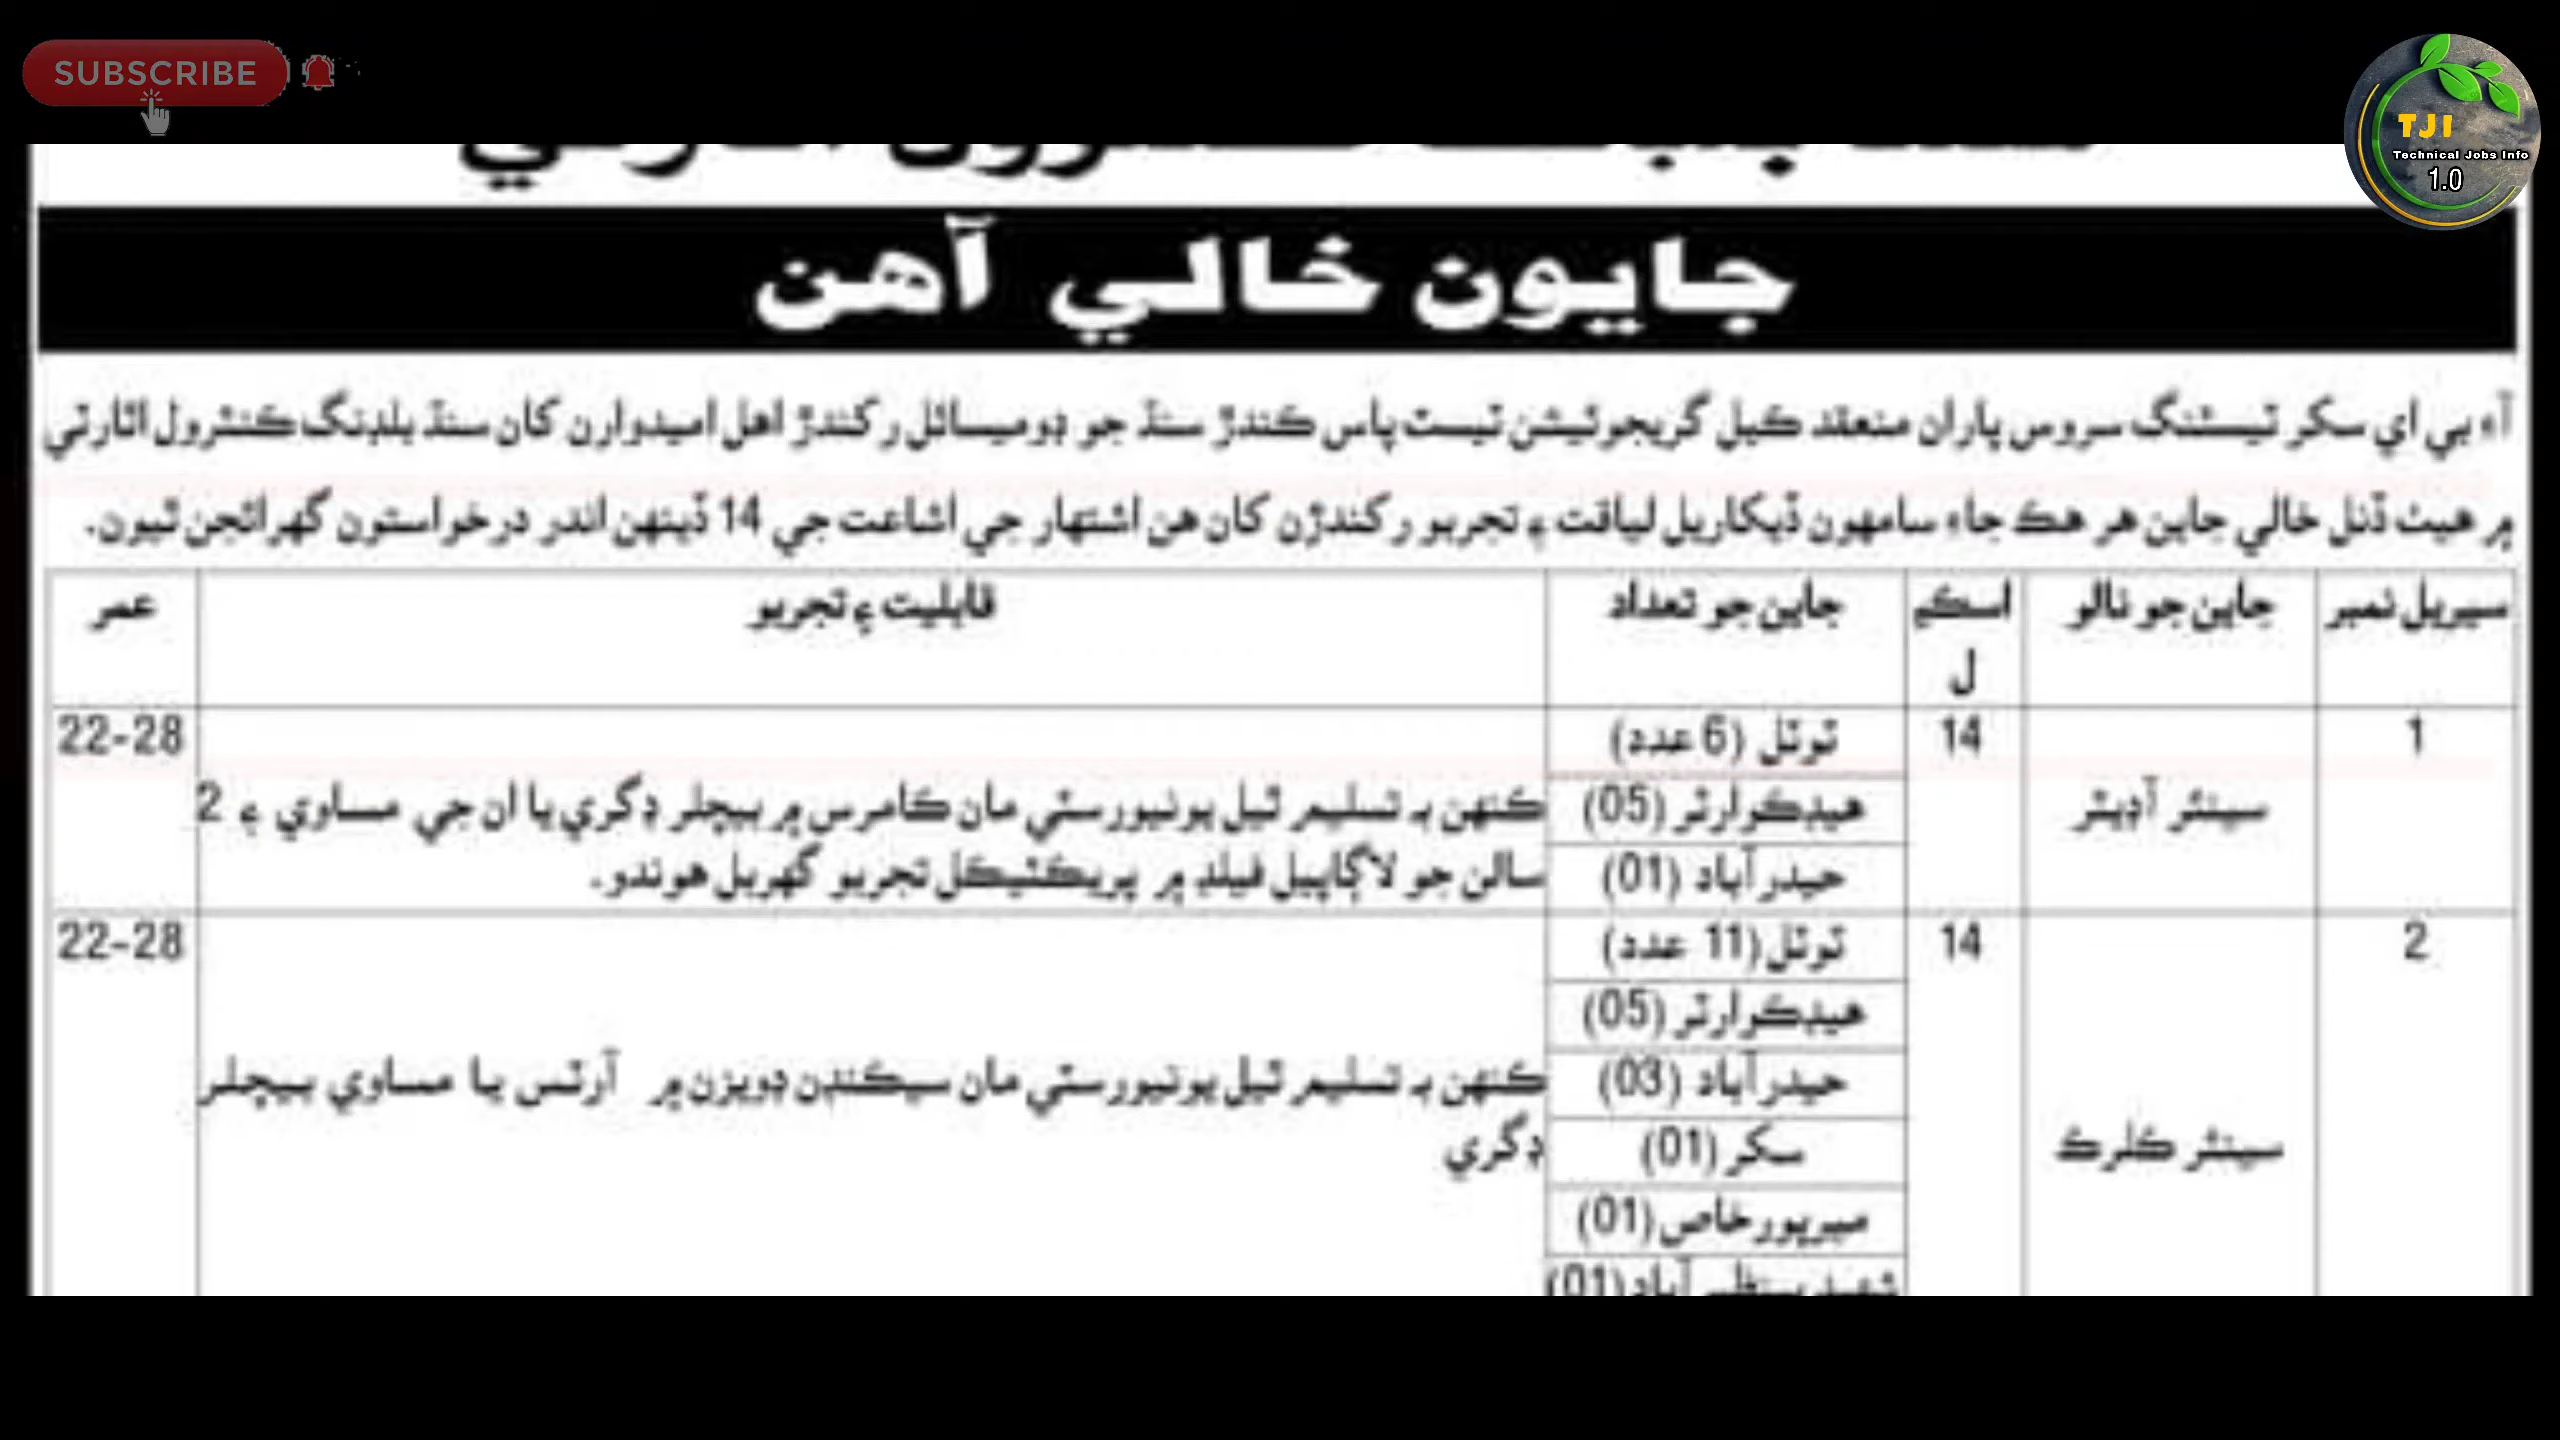 SUBSCRIBE
TJI
Technical Jobs Info
1.0
جايون خالي آهن
آءِ بي اي سکر ٽيسٽنگ سروس پاران منعقد ڪيل گريجوئيشن ٽيسٽ پاس ڪندڙ سنڌ جو ڊوميسائل رکندڙ اهل اميدوارن کان سنڌ بلڊنگ ڪنٽرول اٿارٽي
۾ هيٺ ڏنل خالي جاين هر هڪ جاءِ سامهون ڏيکاريل لياقت ۽ تجربو رکندڙن کان هن اشتهار جي اشاعت جي 14 ڏينهن اندر درخواستون گهرائجن ٿيون.
سيريل نمبر جاين جو نالو اسڪي جاين جو تعداد قابليت ۽ تجربو عمر
ل
1 14 ٽوٽل (6 عدد) 22-28
سينئر آڊيٽر هيڊڪوارٽر (05) ڪنهن به تسليم ٿيل يونيورسٽي مان ڪامرس ۾ بيچلر ڊگري يا ان جي مساوي ۽ 2
حيدرآباد (01) سالن جو لاڳاپيل فيلڊ ۾ پريڪٽيڪل تجربو گهربل هوندو.
2 14 ٽوٽل (11 عدد) 22-28
هيڊڪوارٽر (05)
حيدرآباد (03) ڪنهن به تسليم ٿيل يونيورسٽي مان سيڪنڊن ڊويزن ۾ آرٽس يا مساوي بيچلر
سينئر ڪلرڪ سکر (01) ڊگري
ميرپورخاص (01)